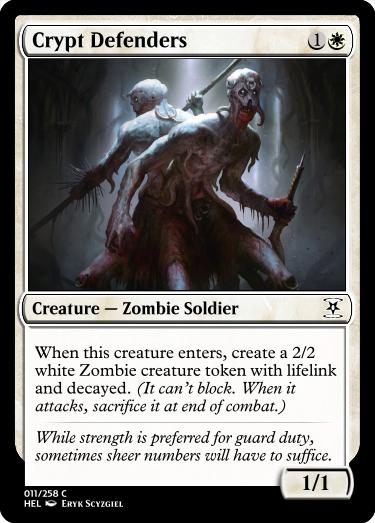 Crypt Defenders 1
Creature — Zombie Soldier
When this creature enters, create a 2/2
white Zombie creature token with lifelink
and decayed. (It can't block. When it
attacks, sacrifice it at end of combat.)
While strength is preferred for guard duty,
sometimes sheer numbers will have to suffice.
1/1
011/258 C
HEL Eryk Scyzgiel